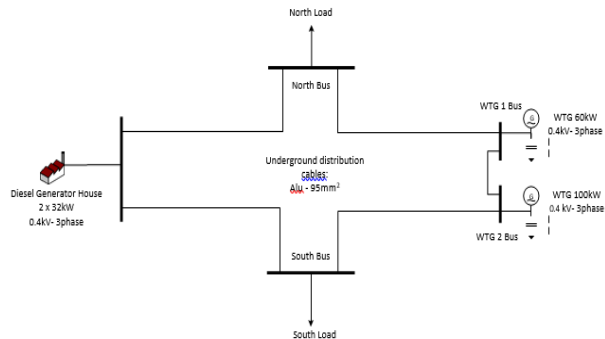 North Load
North Bus
WTG 1 Bus
WTG 60kW
0.4kV- 3phase
Underground distribution
cables:
Alu - 95mm²
Diesel Generator House
2 x 32kW
0.4kV- 3phase
WTG 100kW
0.4 kV- 3phase
WTG 2 Bus
South Bus
South Load